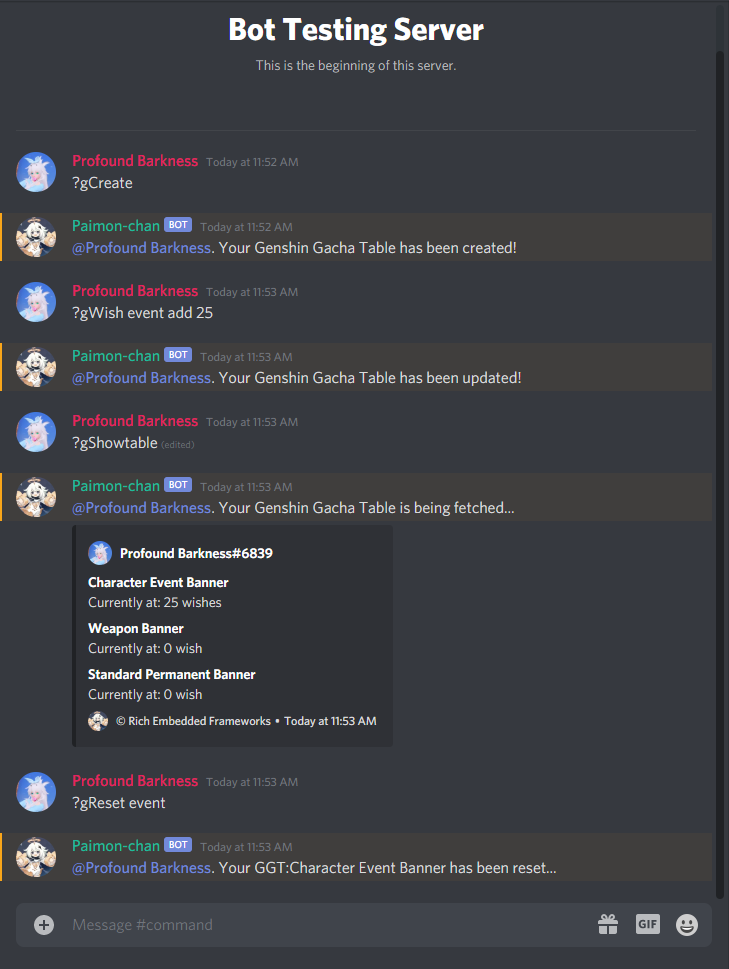 Bot Testing Server
This is the beginning of this server.
Profound Barkness Today at 11:52 AM
?gCreate
Paimon-chan BOT Today at 11:52 AM
@Profound Barkness. Your Genshin Gacha Table has been created!
Profound Barkness Today at 11:53 AM
?gWish event add 25
Paimon-chan BOT Today at 11:53 AM
@Profound Barkness. Your Genshin Gacha Table has been updated!
Profound Barkness Today at 11:53 AM
?gShowtable (edited)
Paimon-chan BOT Today at 11:53 AM
@Profound Barkness. Your Genshin Gacha Table is being fetched...
Profound Barkness#6839
Character Event Banner
Currently at: 25 wishes
Weapon Banner
Currently at: 0 wish
Standard Permanent Banner
Currently at: 0 wish
© Rich Embedded Frameworks • Today at 11:53 AM
Profound Barkness Today at 11:53 AM
?gReset event
Paimon-chan BOT Today at 11:53 AM
@Profound Barkness. Your GGT:Character Event Banner has been reset...
Message #command GIF